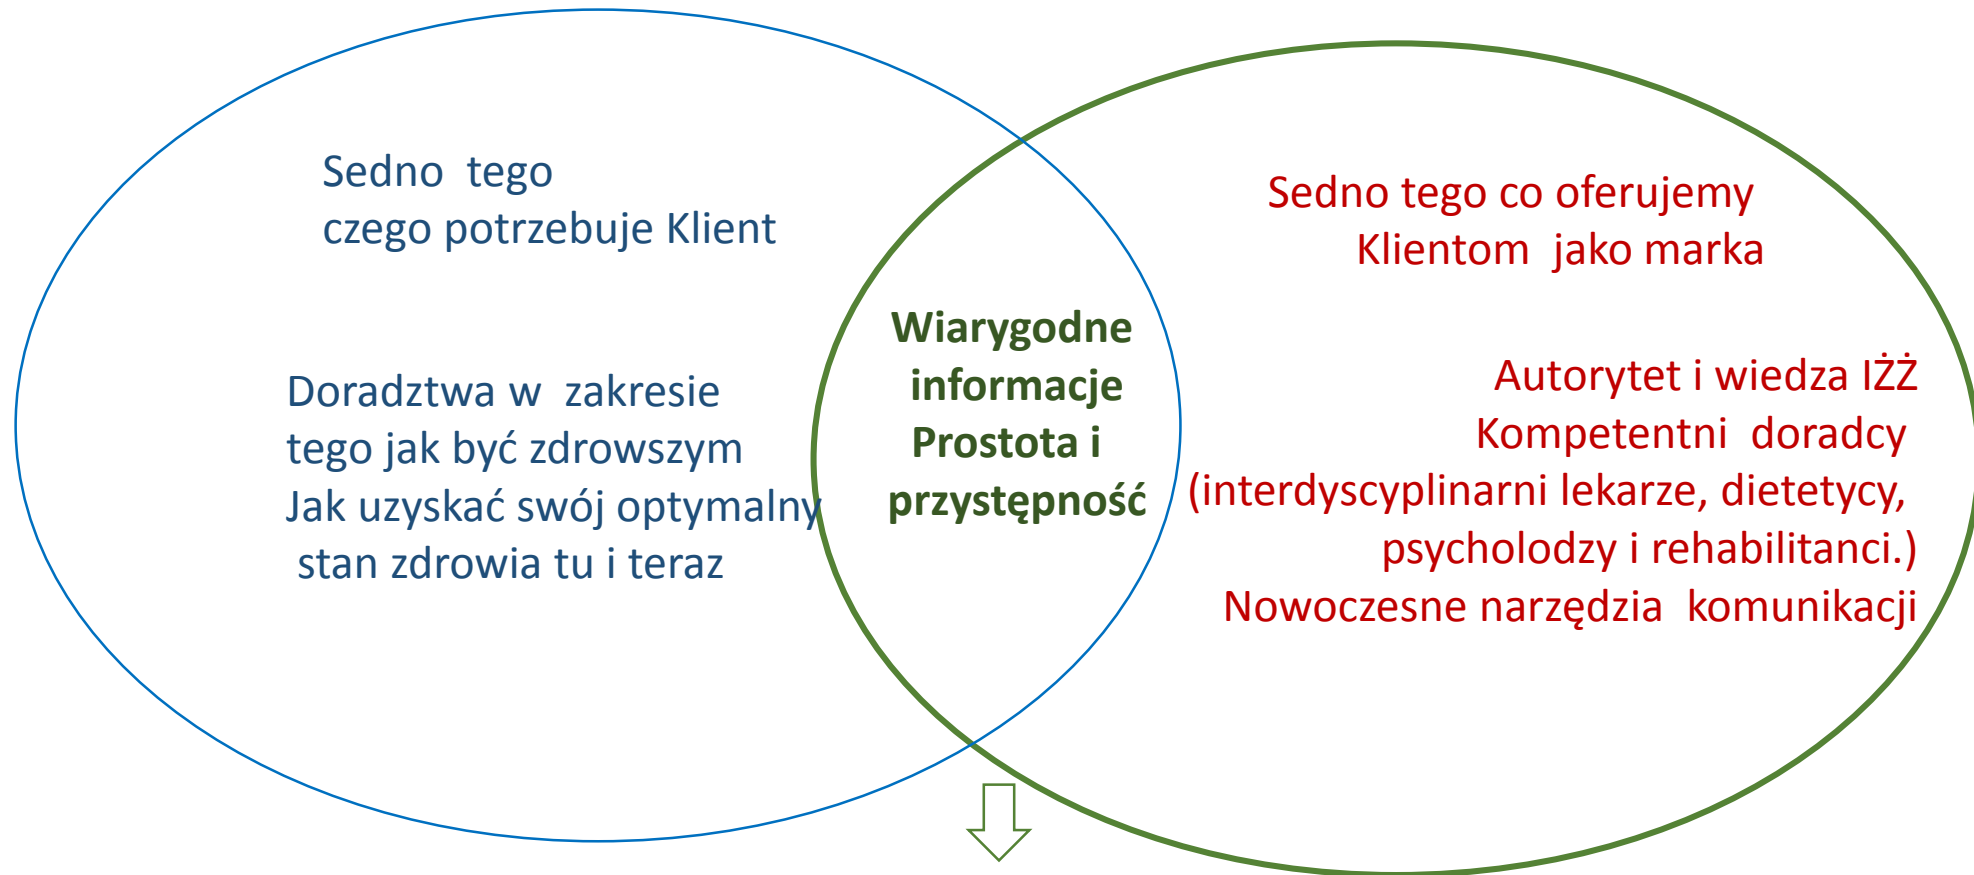 Sedno tego
czego potrzebuje Klient
Doradztwa w zakresie
tego jak być zdrowszym
Jak uzyskać swój optymalny
stan zdrowia tu i teraz
Wiarygodne
informacje
Prostota i
przystępność
Sedno tego co oferujemy
Klientom jako marka
Autorytet i wiedza IŻŻ
Kompetentni doradcy
(interdyscyplinarni lekarze, dietetycy,
psycholodzy i rehabilitanci.)
Nowoczesne narzędzia komunikacji